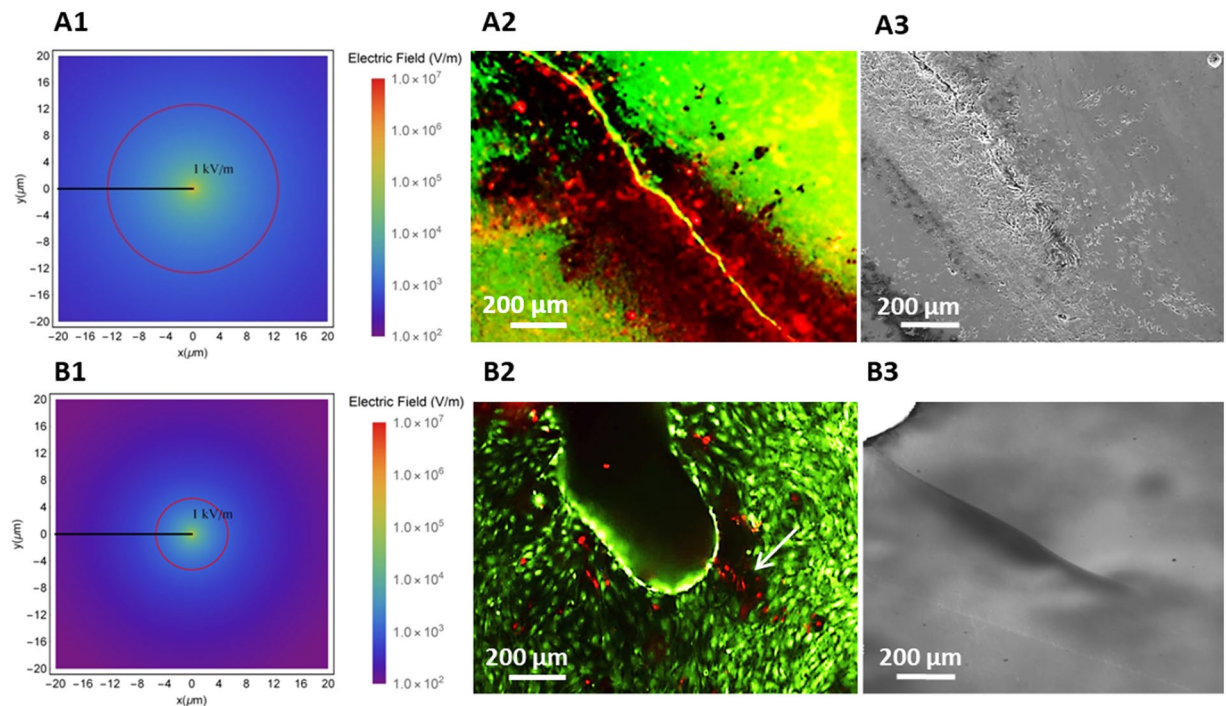 A1
A2
A3
20
16
12
8
4
0
−4
−8
−12
−16
−20
y(μm)
1 kV/m
−20 −16 −12 −8 −4 0 4 8 12 16 20
x(μm)
Electric Field (V/m)
1.0 × 10⁷
1.0 × 10⁶
1.0 × 10⁵
1.0 × 10⁴
1.0 × 10³
1.0 × 10²
200 μm
200 μm
B1
B2
B3
20
16
12
8
4
0
−4
−8
−12
−16
−20
y(μm)
1 kV/m
−20 −16 −12 −8 −4 0 4 8 12 16 20
x(μm)
Electric Field (V/m)
1.0 × 10⁷
1.0 × 10⁶
1.0 × 10⁵
1.0 × 10⁴
1.0 × 10³
1.0 × 10²
200 μm
200 μm